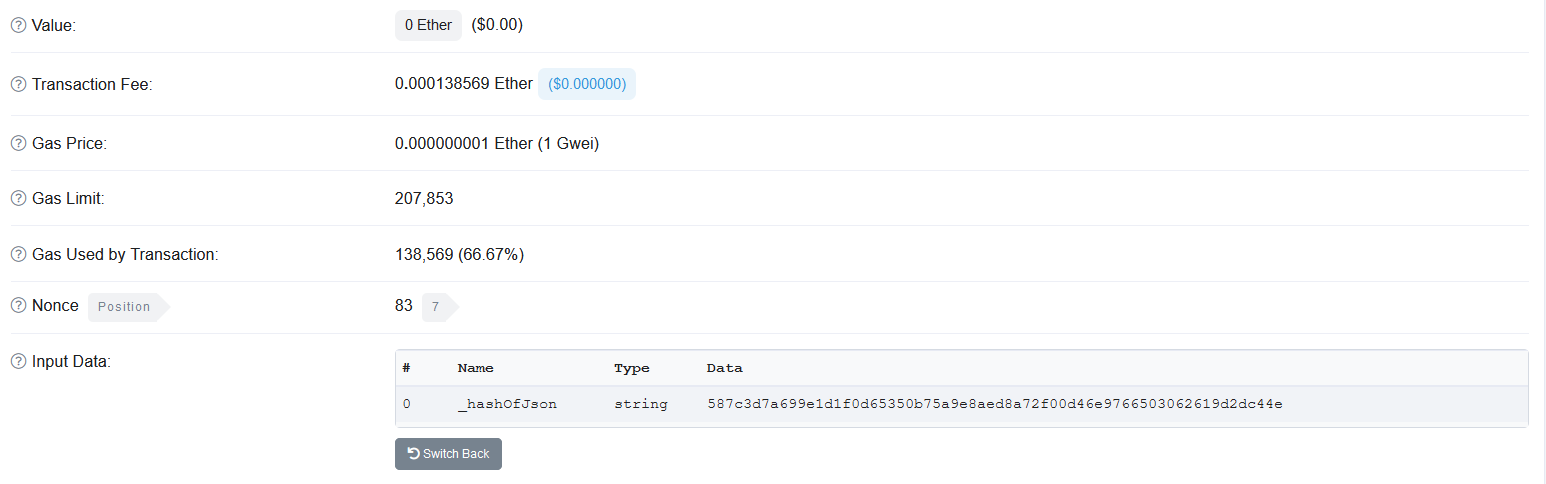 Value: 0 Ether ($0.00)
Transaction Fee: 0.000138569 Ether ($0.000000)
Gas Price: 0.000000001 Ether (1 Gwei)
Gas Limit: 207,853
Gas Used by Transaction: 138,569 (66.67%)
Nonce Position 83 7
Input Data:
# Name Type Data
0 _hashOfJson string 587c3d7a699e1d1f0d65350b75a9e8aed8a72f00d46e9766503062619d2dc44e
Switch Back